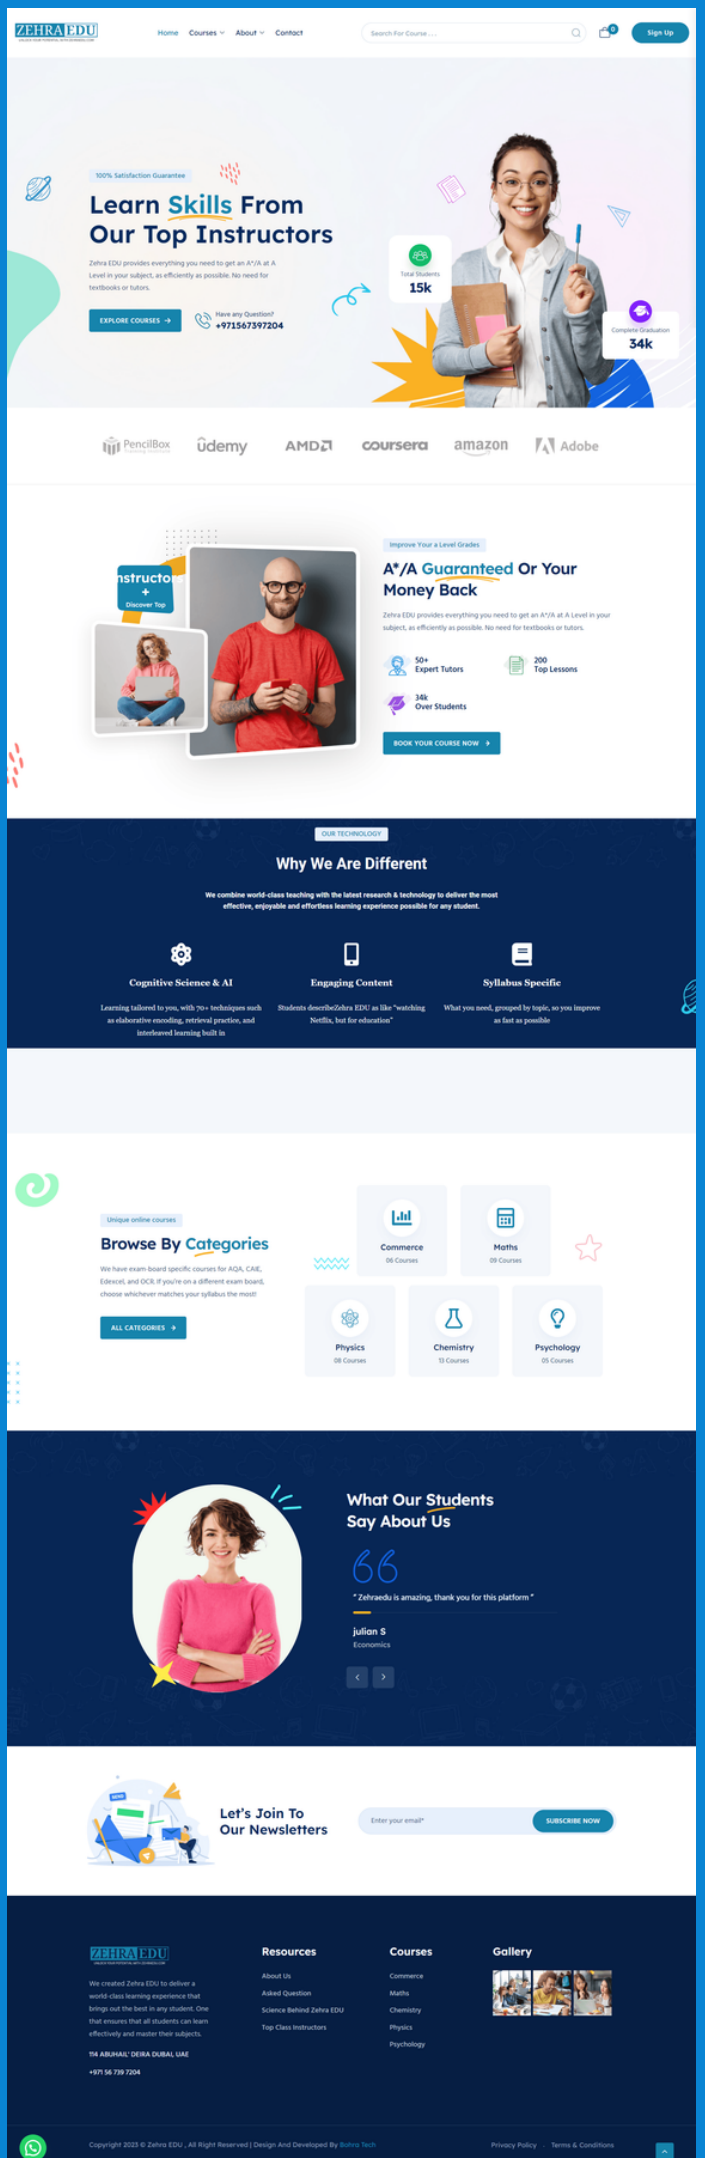 ZEHRA EDU
Home Courses About Contact
Search For Course . . .
0
Sign Up
100% Satisfaction Guarantee
Learn Skills From
Our Top Instructors
Zehra EDU provides everything you need to get an A*/A at A
Level in your subject, as efficiently as possible. No need for
textbooks or tutors.
EXPLORE COURSES
Have any Question?
+971567397204
Total Students
15k
Complete Graduation
34k
PencilBox
Training Institute
ûdemy
AMD
coursera
amazon
Adobe
nstructors
+
Discover Top
Improve Your a Level Grades
A*/A Guaranteed Or Your
Money Back
Zehra EDU provides everything you need to get an A*/A at A Level in your
subject, as efficiently as possible. No need for textbooks or tutors.
50+
Expert Tutors
200
Top Lessons
34k
Over Students
BOOK YOUR COURSE NOW
OUR TECHNOLOGY
Why We Are Different
We combine world-class teaching with the latest research & technology to deliver the most
effective, enjoyable and effortless learning experience possible for any student.
Cognitive Science & AI
Learning tailored to you, with 70+ techniques such
as elaborative encoding, retrieval practice, and
interleaved learning built in
Engaging Content
Students describeZehra EDU as like "watching
Netflix, but for education"
Syllabus Specific
What you need, grouped by topic, so you improve
as fast as possible
Unique online courses
Browse By Categories
We have exam-board specific courses for AQA, CAIE,
Edexcel, and OCR. If you're on a different exam board,
choose whichever matches your syllabus the most!
ALL CATEGORIES
Commerce
06 Courses
Maths
09 Courses
Physics
08 Courses
Chemistry
13 Courses
Psychology
05 Courses
What Our Students
Say About Us
“ Zehraedu is amazing, thank you for this platform ”
julian S
Economics
SEND
Let's Join To
Our Newsletters
Enter your email*
SUBSCRIBE NOW
ZEHRA EDU
We created Zehra EDU to deliver a
world-class learning experience that
brings out the best in any student. One
that ensures that all students can learn
effectively and master their subjects.
114 ABUHAIL' DEIRA DUBAI, UAE
+971 56 739 7204
Resources
About Us
Asked Question
Science Behind Zehra EDU
Top Class Instructors
Courses
Commerce
Maths
Chemistry
Physics
Psychology
Gallery
Copyright 2023 © Zehra EDU , All Right Reserved | Design And Developed By Bohra Tech
Privacy Policy - Terms & Conditions